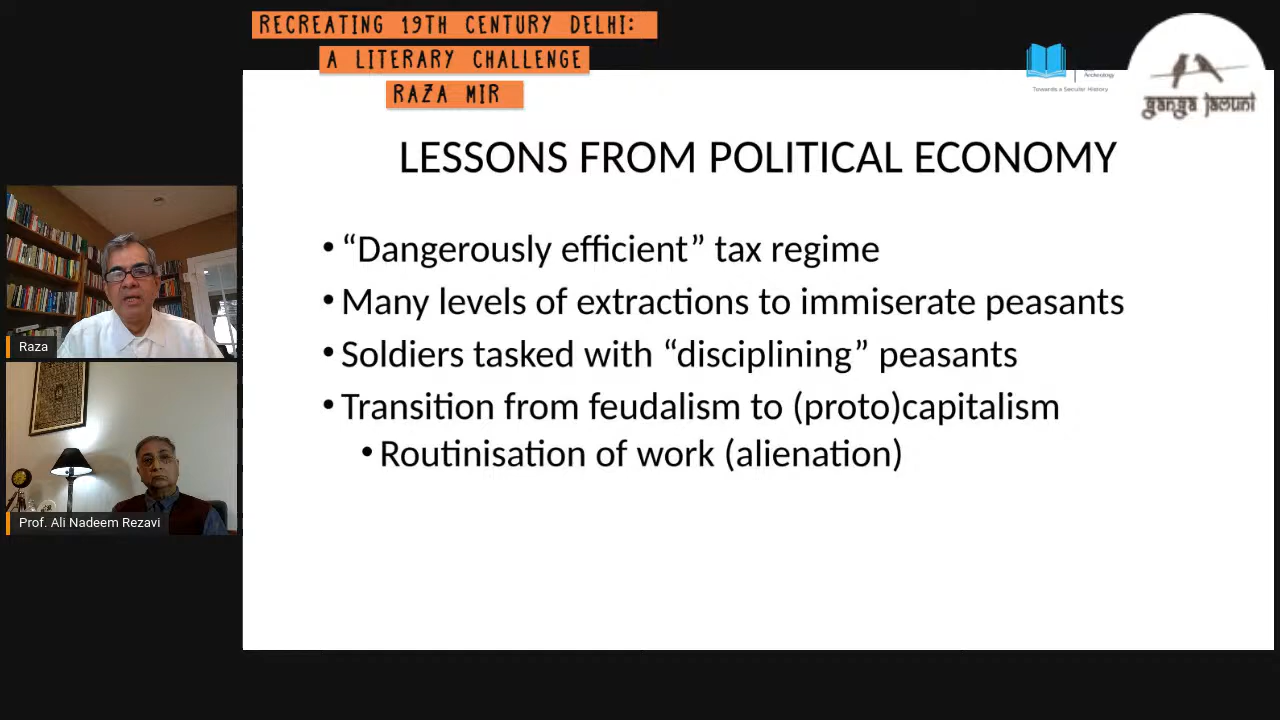 RECREATING 19TH CENTURY DELHI:
A LITERARY CHALLENGE
RAZA MIR
Archeology
Towards a Secular History
ganga jamuni
LESSONS FROM POLITICAL ECONOMY
• “Dangerously efficient” tax regime
• Many levels of extractions to immiserate peasants
• Soldiers tasked with “disciplining” peasants
• Transition from feudalism to (proto)capitalism
• Routinisation of work (alienation)
Raza
Prof. Ali Nadeem Rezavi